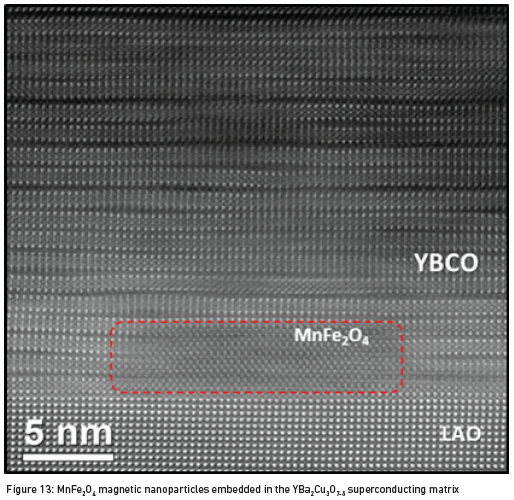 YBCO
MnFe₂O₄
5 nm
LAO
Figure 13: MnFe₂O₄ magnetic nanoparticles embedded in the YBa₂Cu₃O₇₋δ superconducting matrix